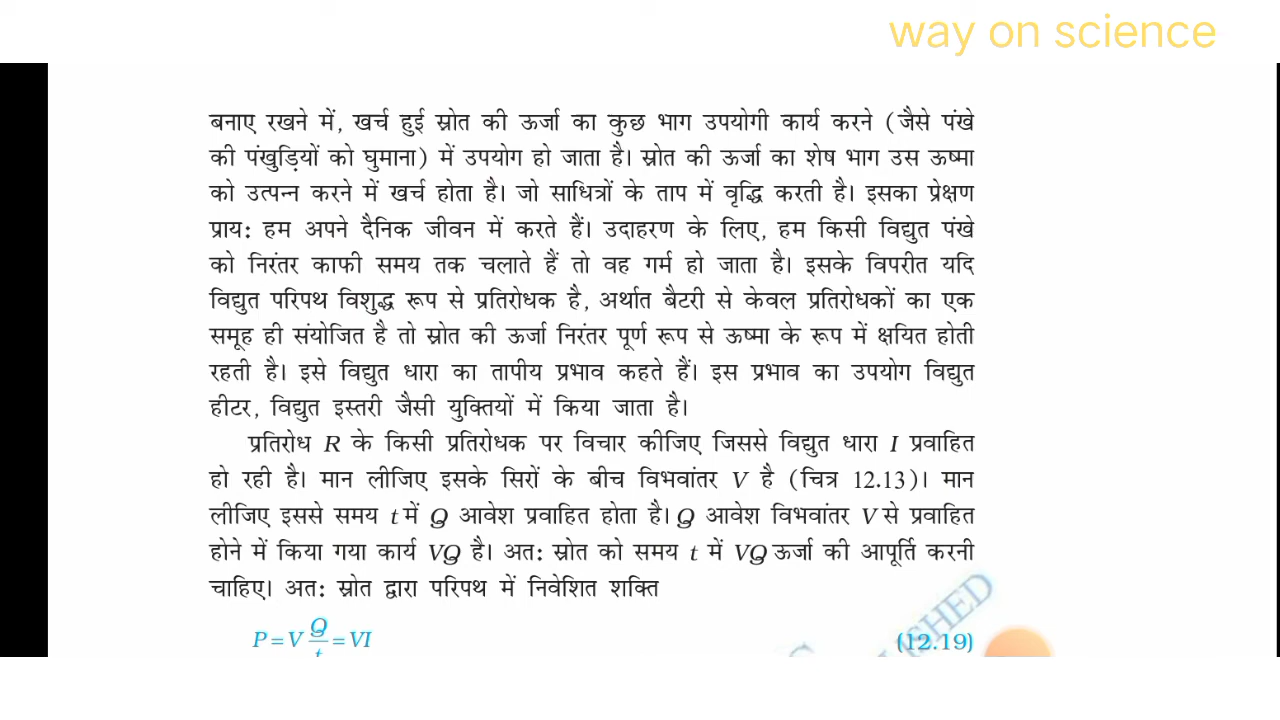 way on science
बनाए रखने में, खर्च हुई स्रोत की ऊर्जा का कुछ भाग उपयोगी कार्य करने (जैसे पंखे
की पंखुड़ियों को घुमाना) में उपयोग हो जाता है। स्रोत की ऊर्जा का शेष भाग उस ऊष्मा
को उत्पन्न करने में खर्च होता है। जो साधित्रों के ताप में वृद्धि करती है। इसका प्रेक्षण
प्राय: हम अपने दैनिक जीवन में करते हैं। उदाहरण के लिए, हम किसी विद्युत पंखे
को निरंतर काफी समय तक चलाते हैं तो वह गर्म हो जाता है। इसके विपरीत यदि
विद्युत परिपथ विशुद्ध रूप से प्रतिरोधक है, अर्थात बैटरी से केवल प्रतिरोधकों का एक
समूह ही संयोजित है तो स्रोत की ऊर्जा निरंतर पूर्ण रूप से ऊष्मा के रूप में क्षयित होती
रहती है। इसे विद्युत धारा का तापीय प्रभाव कहते हैं। इस प्रभाव का उपयोग विद्युत
हीटर, विद्युत इस्तरी जैसी युक्तियों में किया जाता है।
प्रतिरोध R के किसी प्रतिरोधक पर विचार कीजिए जिससे विद्युत धारा I प्रवाहित
हो रही है। मान लीजिए इसके सिरों के बीच विभवांतर V है (चित्र 12.13)। मान
लीजिए इससे समय t में Q आवेश प्रवाहित होता है। Q आवेश विभवांतर V से प्रवाहित
होने में किया गया कार्य VQ है। अत: स्रोत को समय t में VQ ऊर्जा की आपूर्ति करनी
चाहिए। अत: स्रोत द्वारा परिपथ में निवेशित शक्ति
P = V Q/t = VI (12.19)